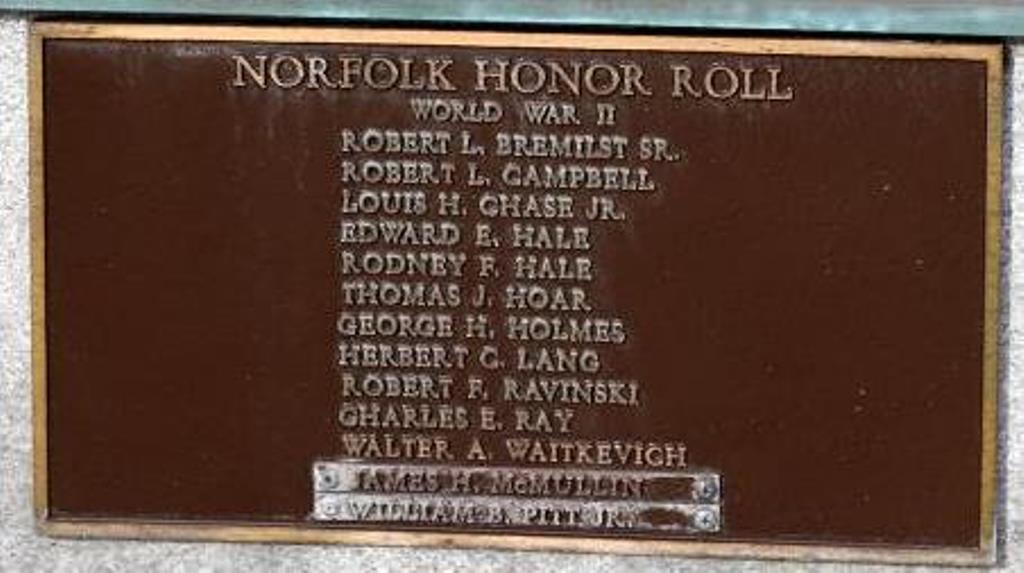 NORFOLK HONOR ROLL
WORLD WAR II
ROBERT L. BREMILST SR.
ROBERT L. CAMPBELL
LOUIS H. CHASE JR.
EDWARD E. HALE
RODNEY F. HALE
THOMAS J. HOAR
GEORGE H. HOLMES
HERBERT C. LANG
ROBERT F. RAVINSKI
CHARLES E. RAY
WALTER A. WAITKEVICH
JAMES H. McMULLIN
WILLIAM B. PITT JR.